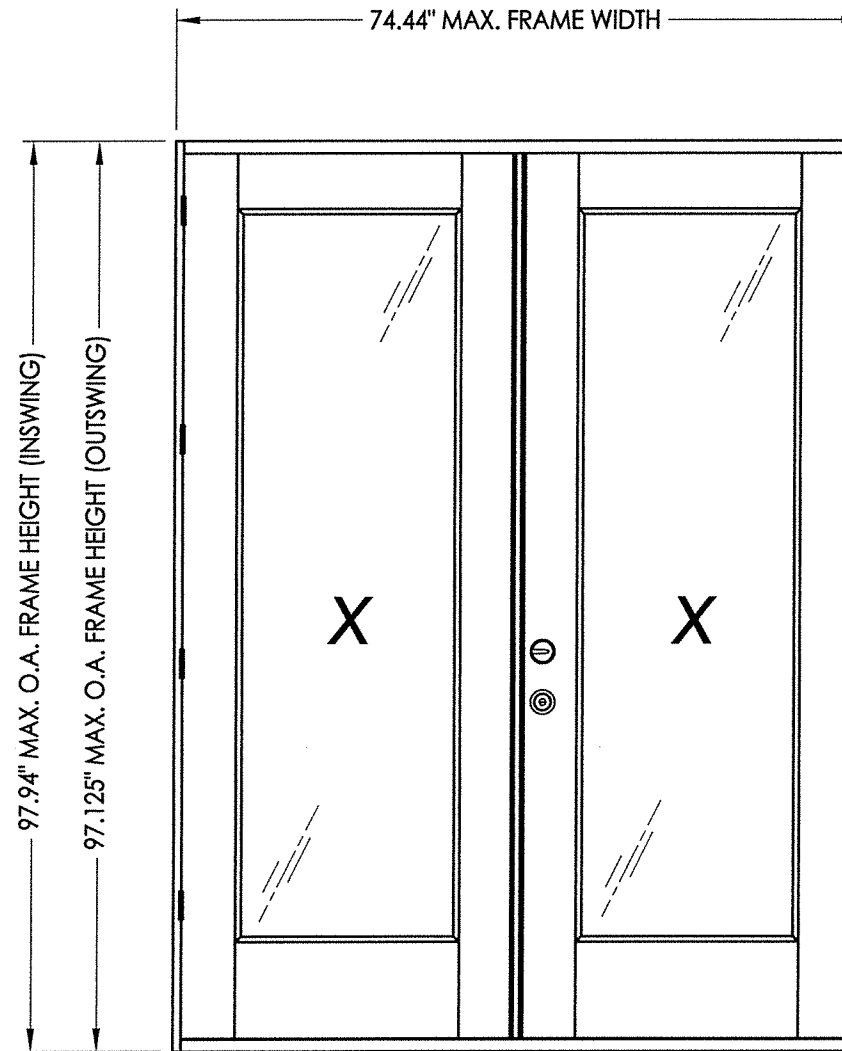 74.44" MAX. FRAME WIDTH
97.94" MAX. O.A. FRAME HEIGHT (INSWING)
97.125" MAX. O.A. FRAME HEIGHT (OUTSWING)
X X